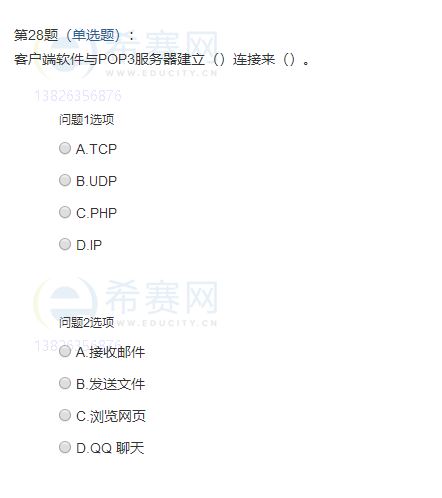 第28题（单选题）：
希赛网
WWW.EDUCITY.CN
客户端软件与POP3服务器建立（）连接来（）。
13826356876
问题1选项
A.TCP
B.UDP
C.PHP
D.IP
希赛网
WWW.EDUCITY.CN
问题2选项
13826356876
A.接收邮件
B.发送文件
C.浏览网页
D.QQ 聊天